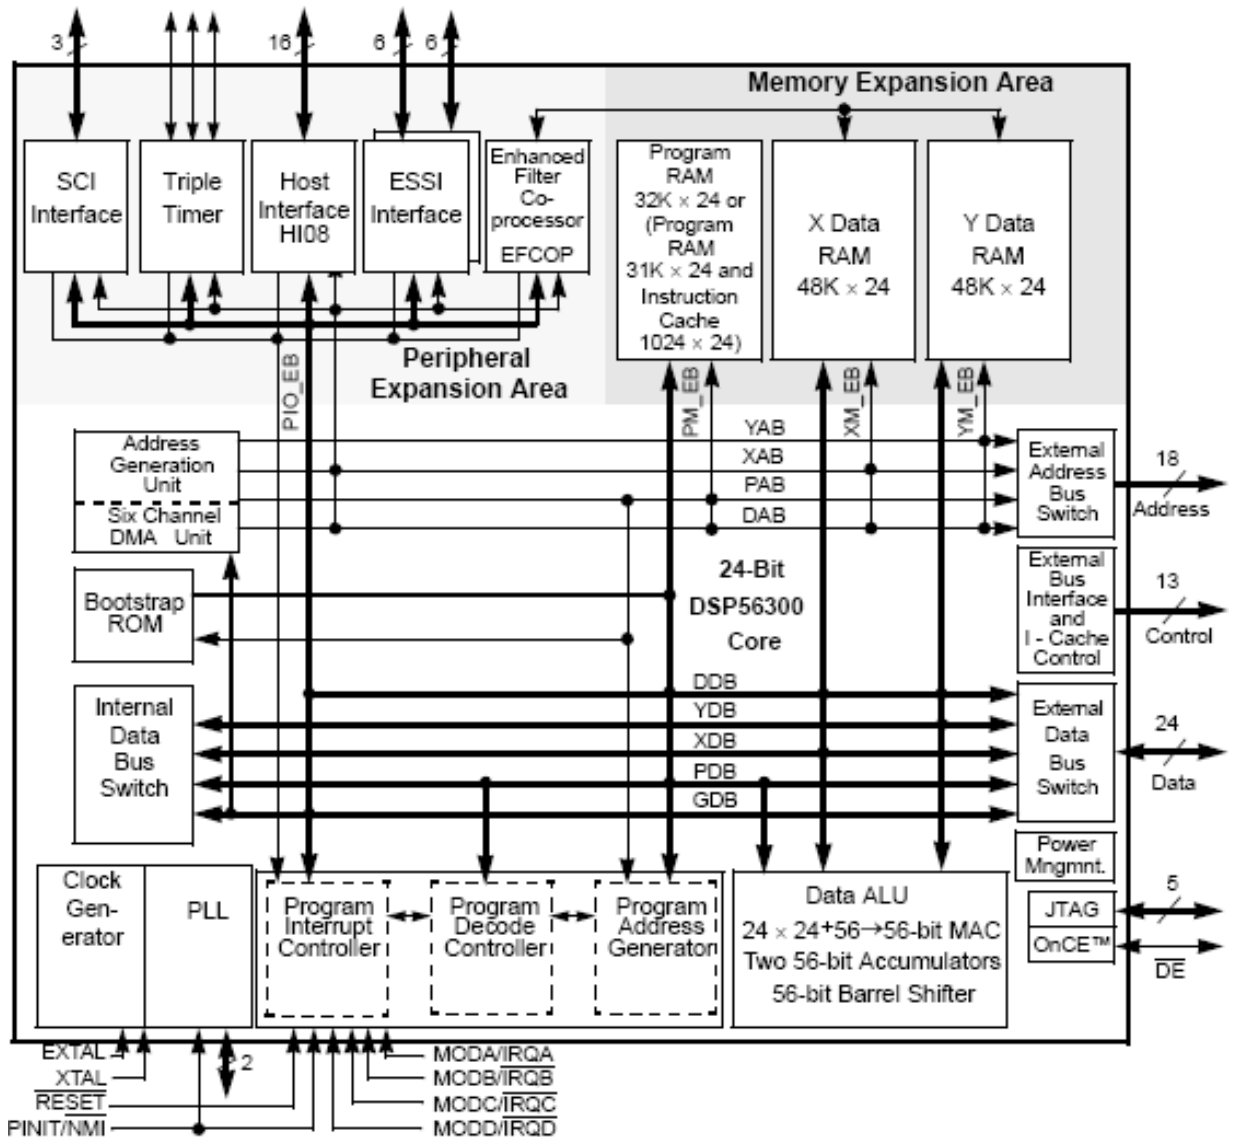 3
16
6
6
Memory Expansion Area
SCI
Interface
Triple
Timer
Host
Interface
HI08
ESSI
Interface
Enhanced
Filter
Co-
processor
EFCOP
Program
RAM
32K × 24 or
(Program
RAM
31K × 24 and
Instruction
Cache
1024 × 24)
X Data
RAM
48K × 24
Y Data
RAM
48K × 24
Peripheral
Expansion Area
PIO_EB
PM_EB
XM_EB
YM_EB
Address
Generation
Unit
Six Channel
DMA Unit
YAB
XAB
PAB
DAB
External
Address
Bus
Switch
18
Address
Bootstrap
ROM
24-Bit
DSP56300
Core
External
Bus
Interface
and
I - Cache
Control
13
Control
Internal
Data
Bus
Switch
DDB
YDB
XDB
PDB
GDB
External
Data
Bus
Switch
24
Data
Power
Mngmnt.
Clock
Gen-
erator
PLL
Program
Interrupt
Controller
Program
Decode
Controller
Program
Address
Generator
Data ALU
24 × 24+56→56-bit MAC
Two 56-bit Accumulators
56-bit Barrel Shifter
JTAG
OnCE™
5
DE
EXTAL
XTAL
RESET
PINIT/NMI
2
MODA/IRQA
MODB/IRQB
MODC/IRQC
MODD/IRQD